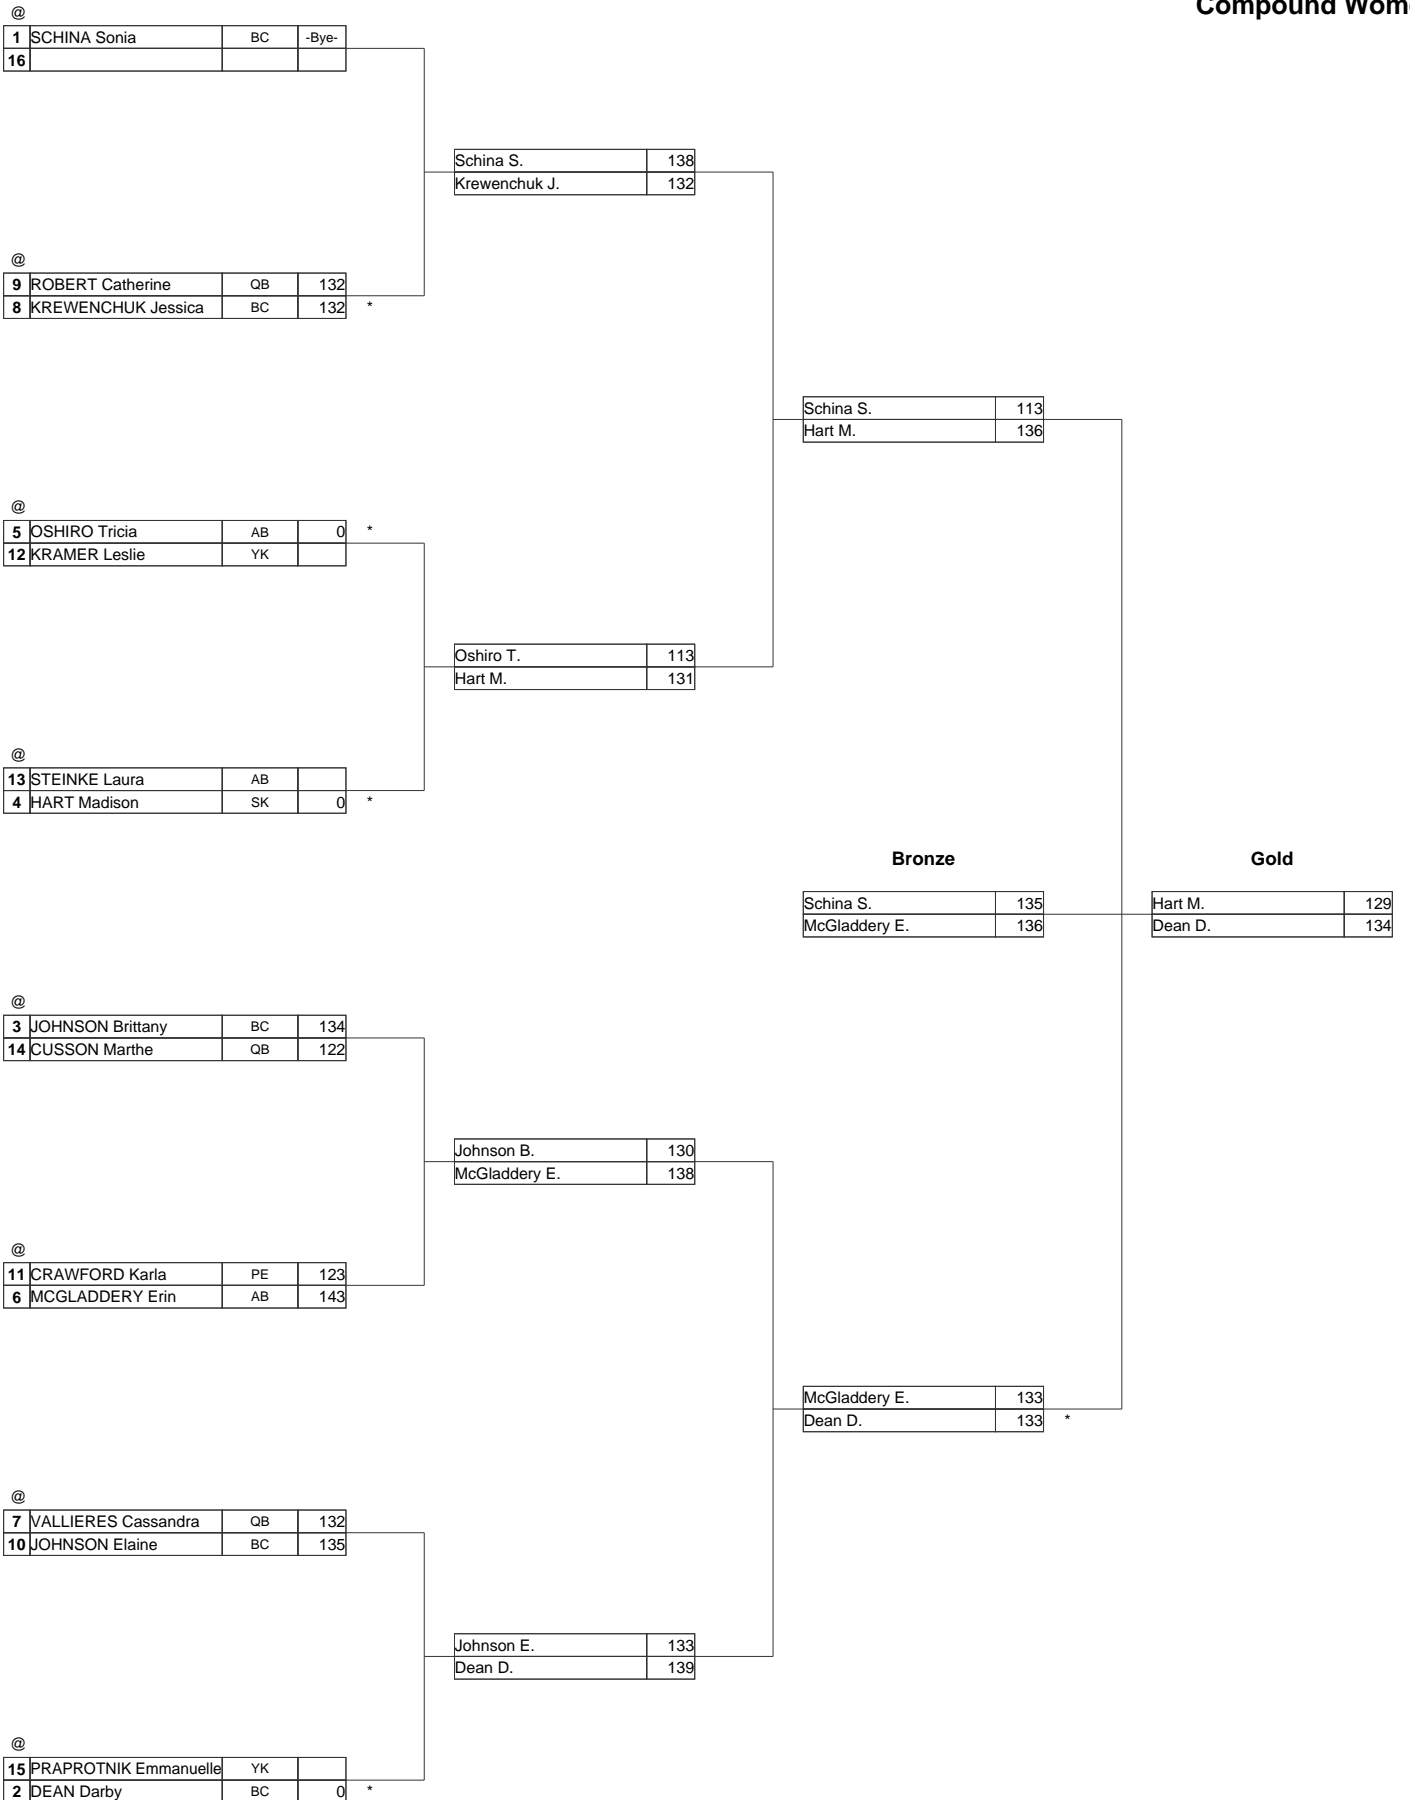 Compound Wom
@
1 SCHINA Sonia BC -Bye-
16
Schina S. 138
Krewenchuk J. 132
@
9 ROBERT Catherine QB 132
8 KREWENCHUK Jessica BC 132 *
Schina S. 113
Hart M. 136
@
5 OSHIRO Tricia AB 0 *
12 KRAMER Leslie YK
Oshiro T. 113
Hart M. 131
@
13 STEINKE Laura AB
4 HART Madison SK 0 *
Bronze Gold
Schina S. 135 Hart M. 129
McGladdery E. 136 Dean D. 134
@
3 JOHNSON Brittany BC 134
14 CUSSON Marthe QB 122
Johnson B. 130
McGladdery E. 138
@
11 CRAWFORD Karla PE 123
6 MCGLADDERY Erin AB 143
McGladdery E. 133
Dean D. 133 *
@
7 VALLIERES Cassandra QB 132
10 JOHNSON Elaine BC 135
Johnson E. 133
Dean D. 139
@
15 PRAPROTNIK Emmanuelle YK
2 DEAN Darby BC 0 *